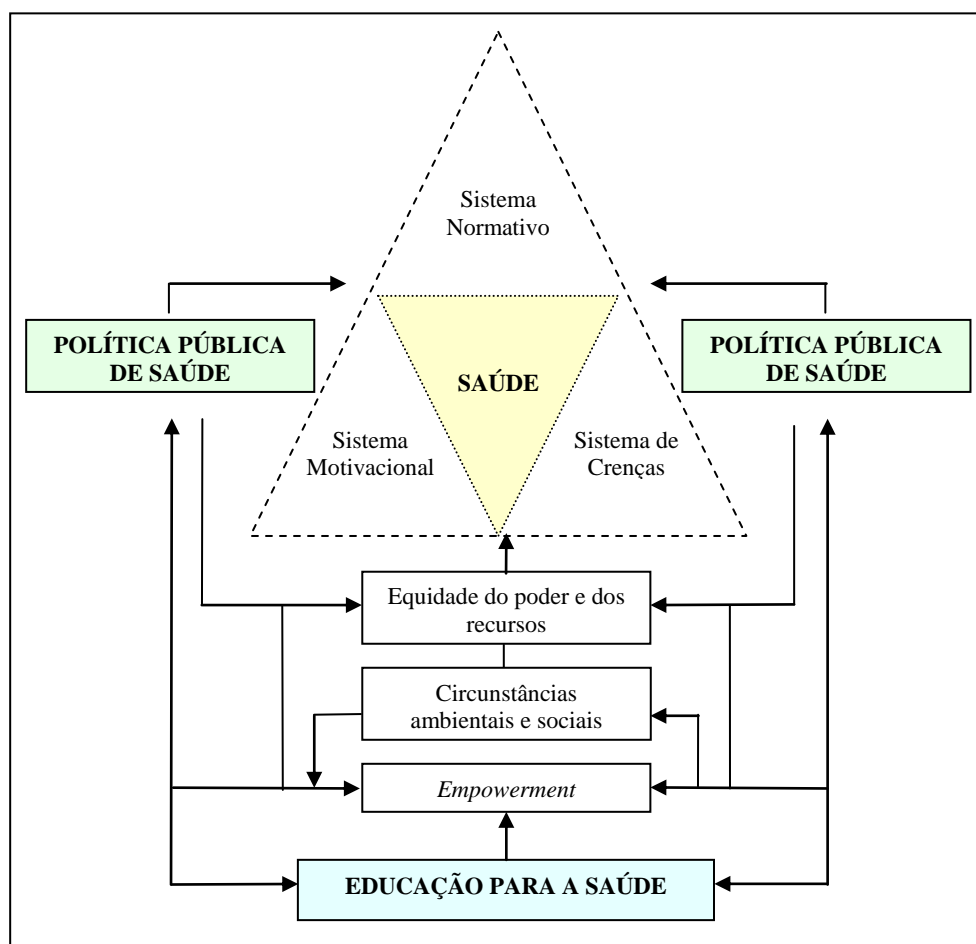 Sistema
Normativo
POLÍTICA PÚBLICA
DE SAÚDE
POLÍTICA PÚBLICA
DE SAÚDE
SAÚDE
Sistema
Motivacional
Sistema de
Crenças
Equidade do poder e dos
recursos
Circunstâncias
ambientais e sociais
Empowerment
EDUCAÇÃO PARA A SAÚDE